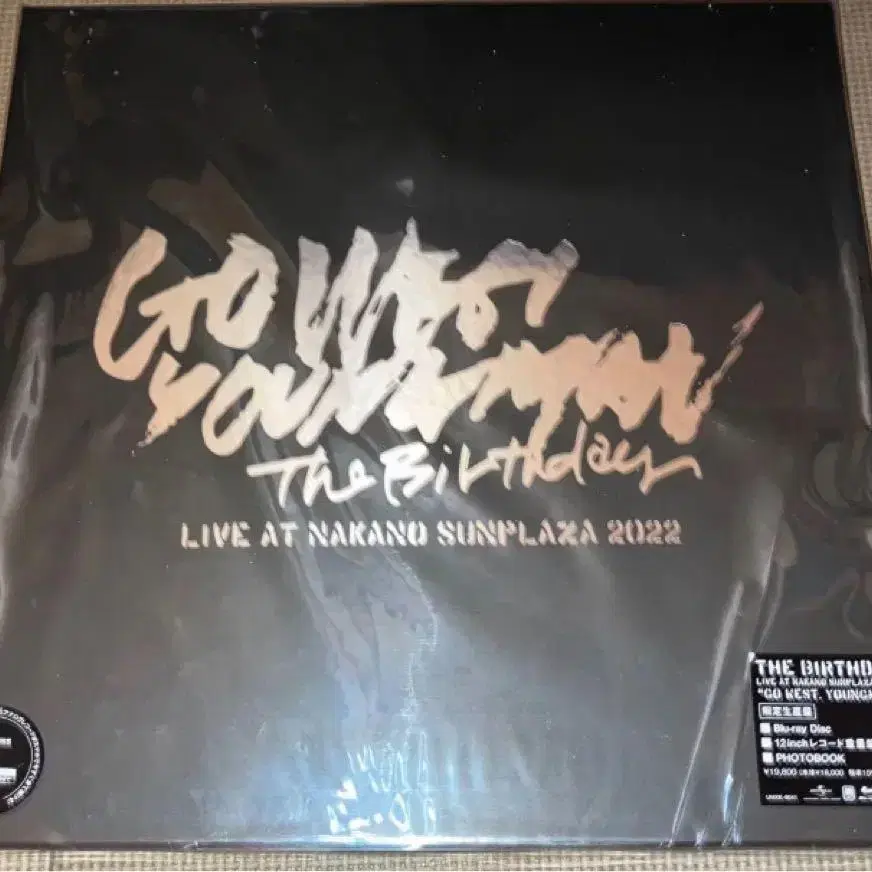 GO WEST
YOUNGMAN
The Birthday
LIVE AT NAKANO SUNPLAZA 2022
THE BIRTHD
LIVE AT NAKANO SUNPLAZA
"GO WEST, YOUNG
限定生産盤
Blu-ray Disc
12inchレコード
PHOTOBOOK
¥19,800